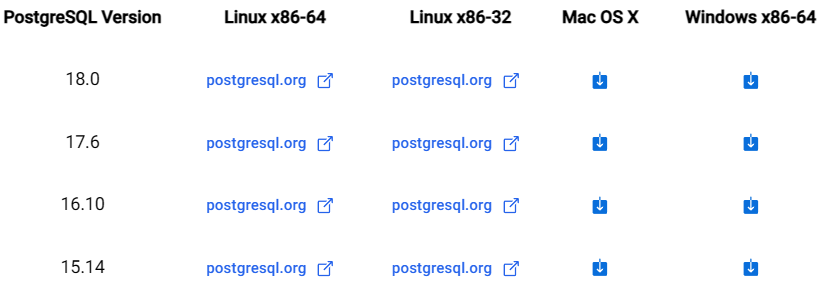 PostgreSQL Version Linux x86-64 Linux x86-32 Mac OS X Windows x86-64
18.0 postgresql.org postgresql.org
17.6 postgresql.org postgresql.org
16.10 postgresql.org postgresql.org
15.14 postgresql.org postgresql.org